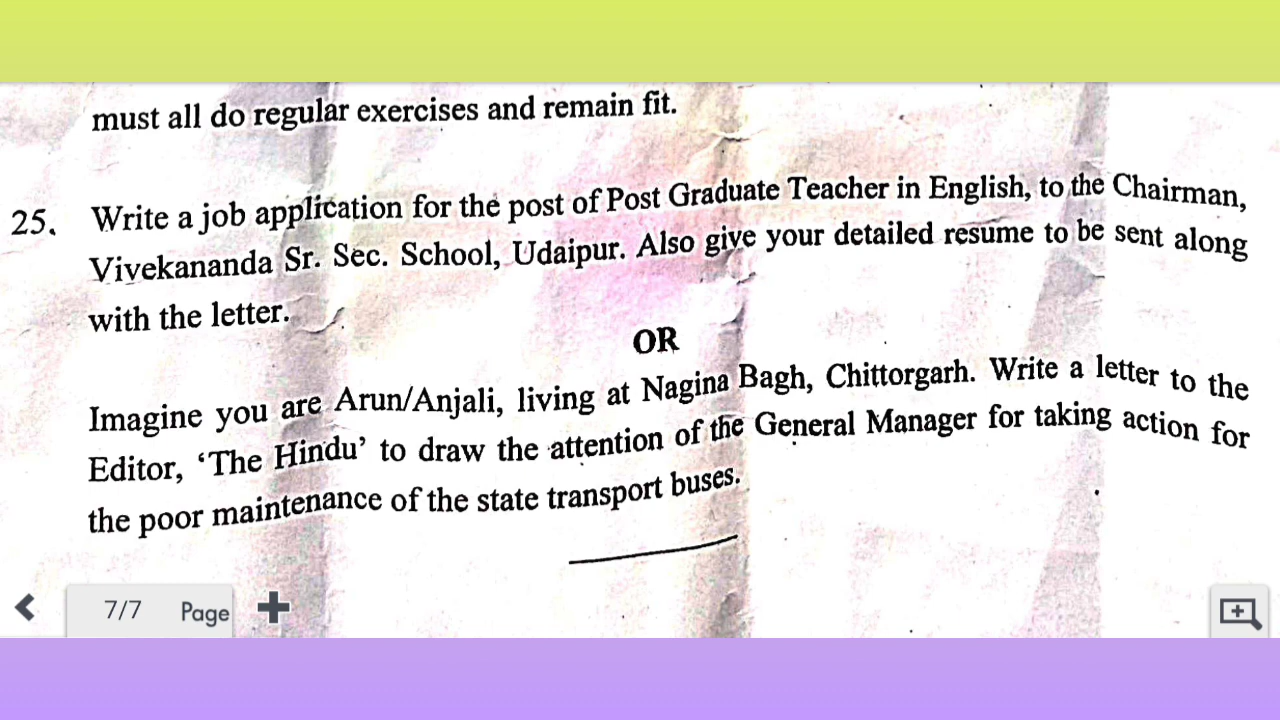 must all do regular exercises and remain fit.
25. Write a job application for the post of Post Graduate Teacher in English, to the Chairman,
Vivekananda Sr. Sec. School, Udaipur. Also give your detailed resume to be sent along
with the letter.
OR
Imagine you are Arun/Anjali, living at Nagina Bagh, Chittorgarh. Write a letter to the
Editor, ‘The Hindu’ to draw the attention of the General Manager for taking action for
the poor maintenance of the state transport buses.
7/7 Page